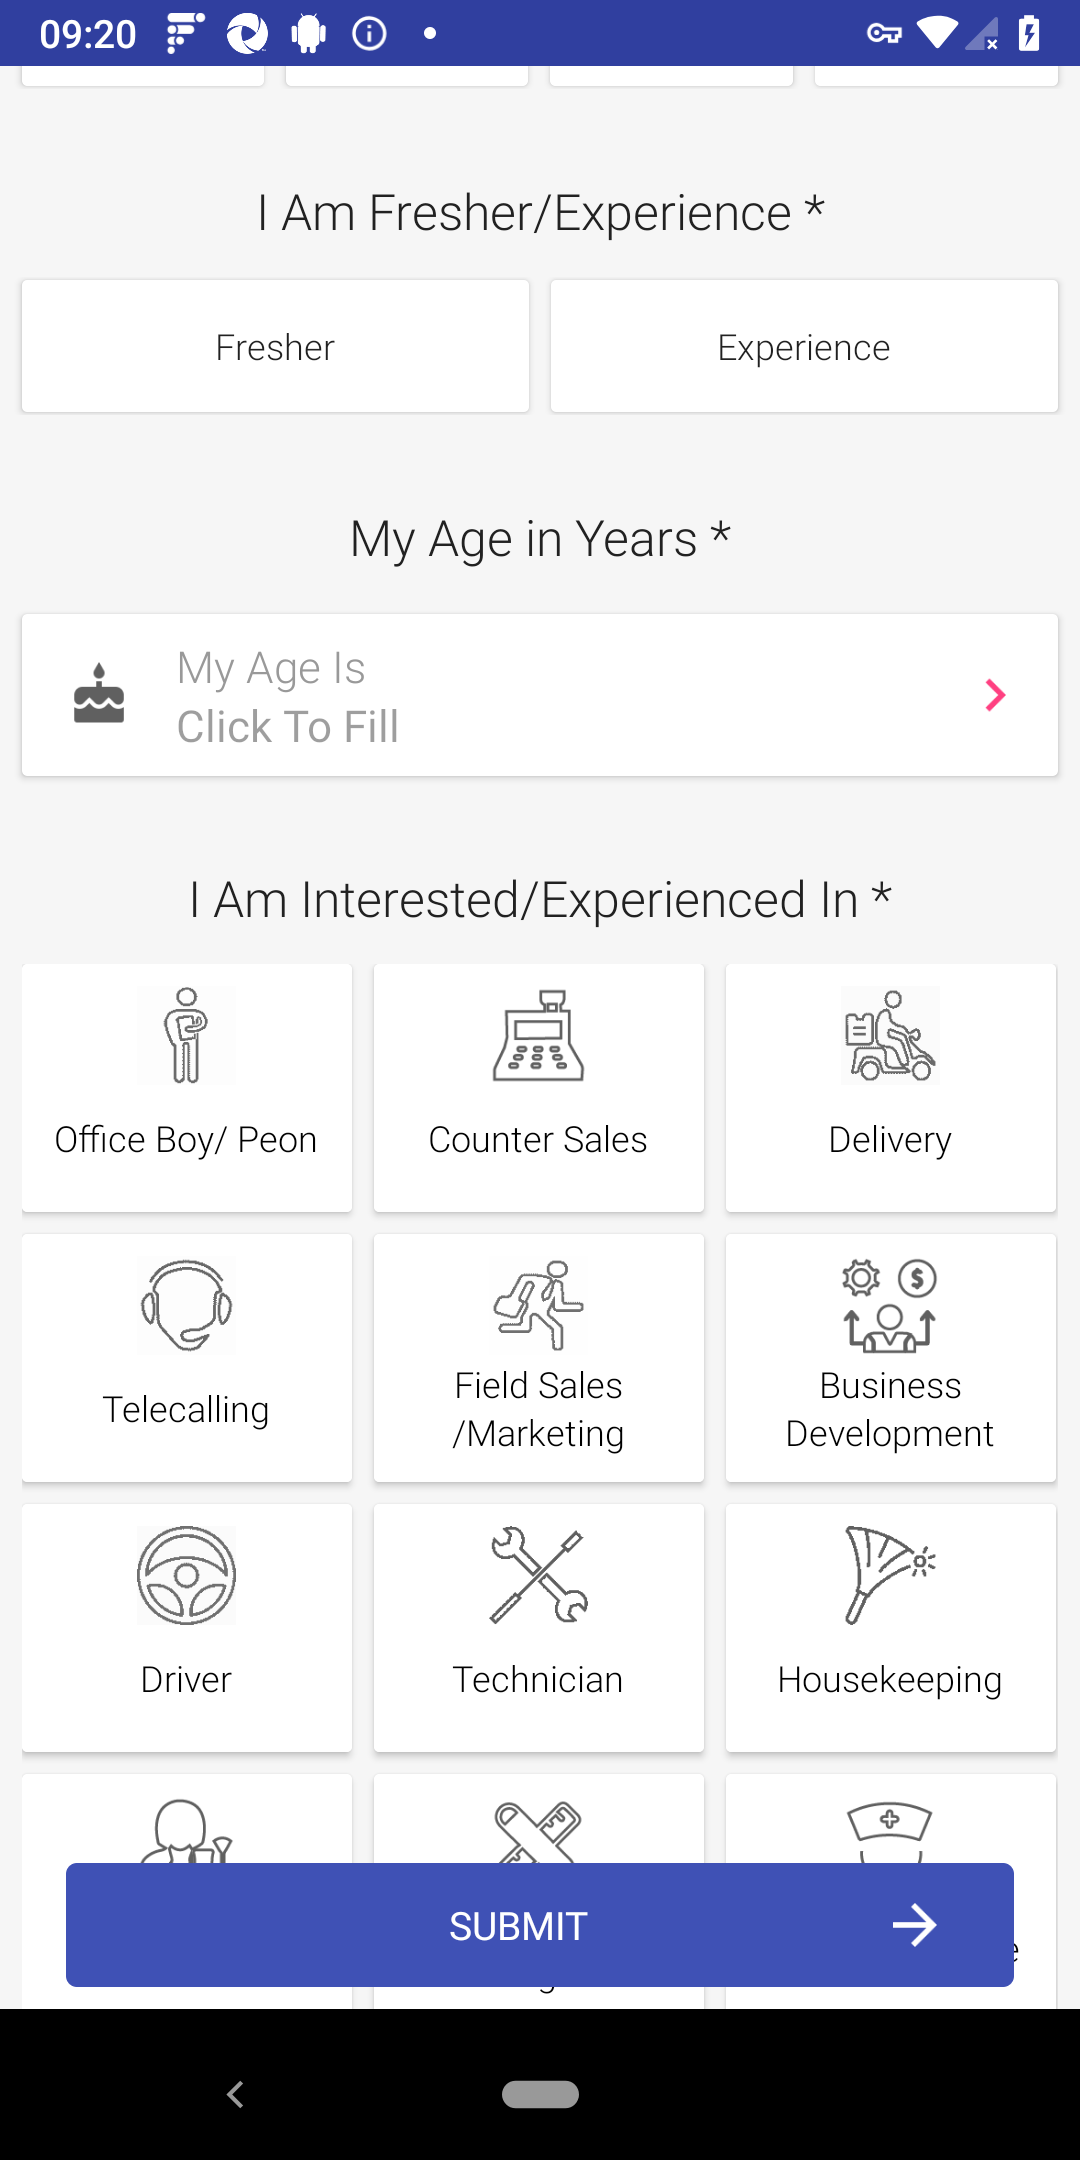 09:20
I Am Fresher/Experience *
Fresher
Experience
My Age in Years *
My Age Is
Click To Fill
I Am Interested/Experienced In *
Office Boy/ Peon
Counter Sales
Delivery
Telecalling
Field Sales
/Marketing
Business
Development
Driver
Technician
Housekeeping
SUBMIT